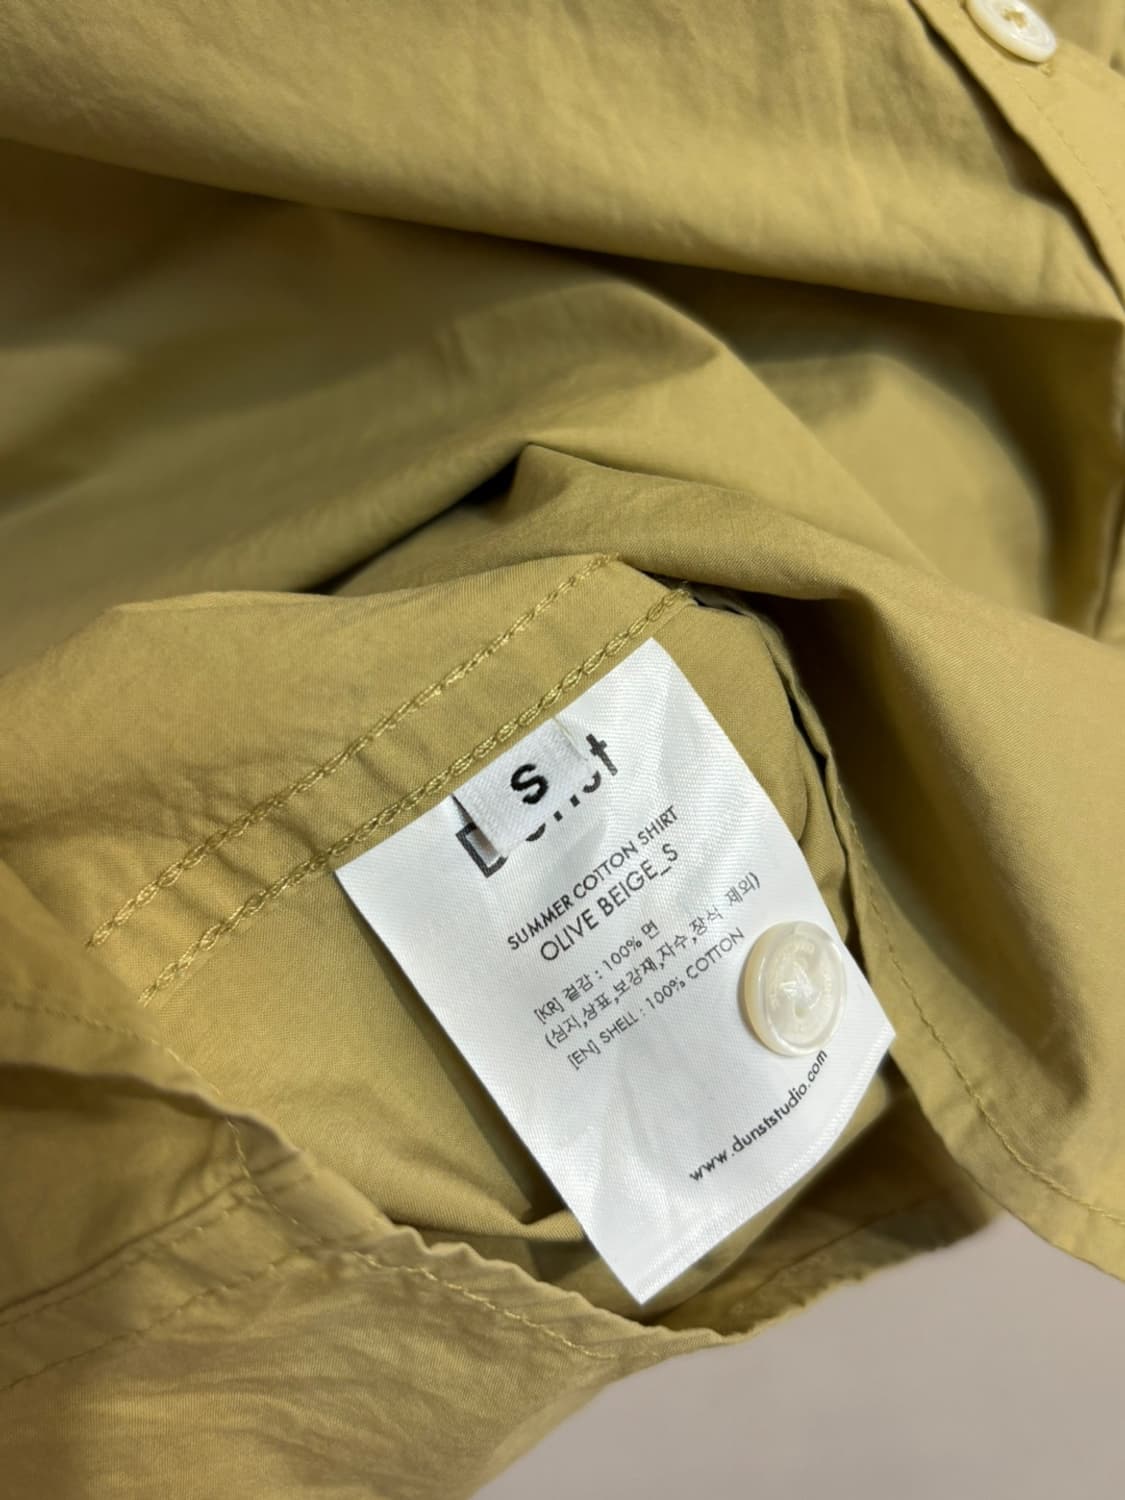 S
SUMMER COTTON SHIRT
OLIVE BEIGE_S
[KR] 겉감 : 100% 면
(심지,상표,보강재,자수,장식 제외)
[EN] SHELL : 100% COTTON
www.dunststudio.com